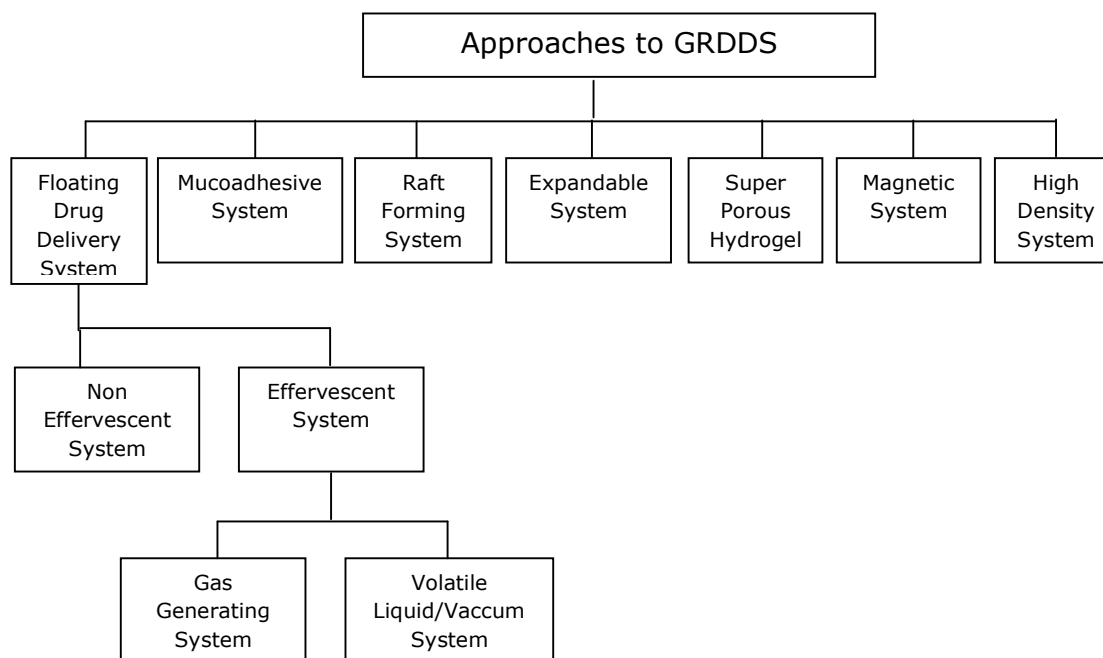 Approaches to GRDDS
Floating
Drug
Delivery
System
Mucoadhesive
System
Raft
Forming
System
Expandable
System
Super
Porous
Hydrogel
Magnetic
System
High
Density
System
Non
Effervescent
System
Effervescent
System
Gas
Generating
System
Volatile
Liquid/Vaccum
System